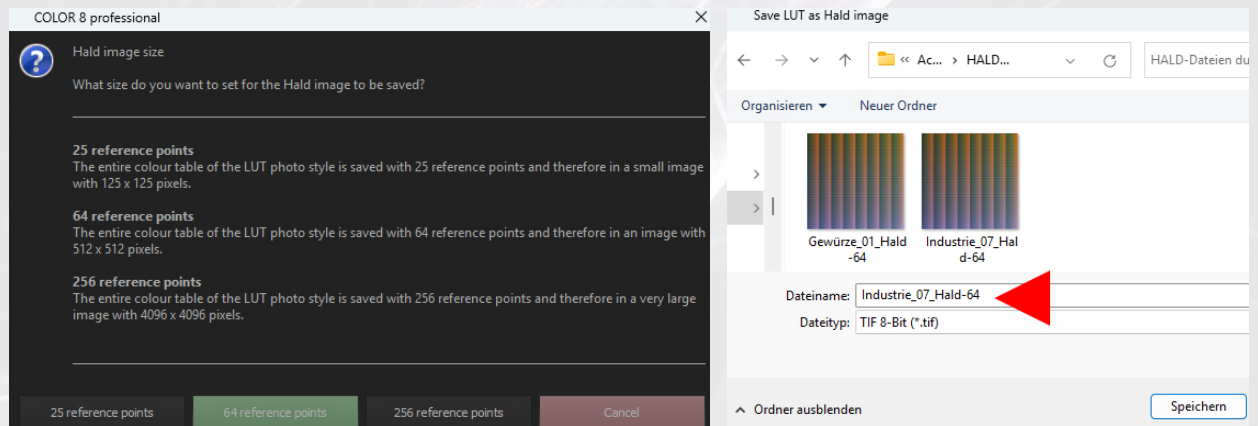 COLOR 8 professional
Hald image size
What size do you want to set for the Hald image to be saved?
25 reference points
The entire colour table of the LUT photo style is saved with 25 reference points and therefore in a small image
with 125 x 125 pixels.
64 reference points
The entire colour table of the LUT photo style is saved with 64 reference points and therefore in an image with
512 x 512 pixels.
256 reference points
The entire colour table of the LUT photo style is saved with 256 reference points and therefore in a very large
image with 4096 x 4096 pixels.
25 reference points
64 reference points
256 reference points
Cancel
Save LUT as Hald image
« Ac... › HALD...
HALD-Dateien du
Organisieren
Neuer Ordner
Gewürze_01_Hald
-64
Industrie_07_Hal
d-64
Dateiname: Industrie_07_Hald-64
Dateityp: TIF 8-Bit (*.tif)
Ordner ausblenden
Speichern